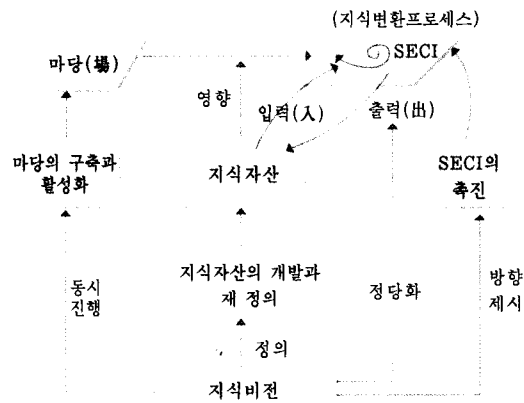 (지식변환프로세스)
SECI
마당(場)
영향
입력(入)
출력(出)
마당의 구축과
활성화
지식자산
SECI의
촉진
동시
진행
지식자산의 개발과
재 정의
정당화
방향
제시
정의
지식비전